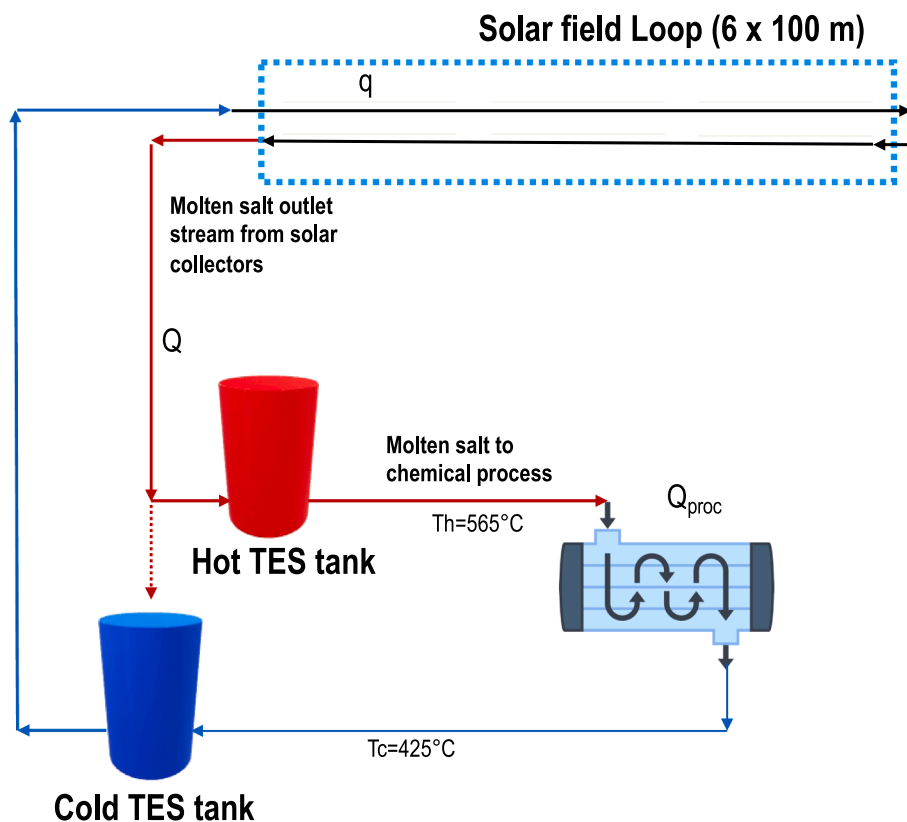 Solar field Loop (6 x 100 m)
q
Molten salt outlet
stream from solar
collectors
Q
Molten salt to
chemical process
Th=565°C
Qproc
Hot TES tank
Tc=425°C
Cold TES tank